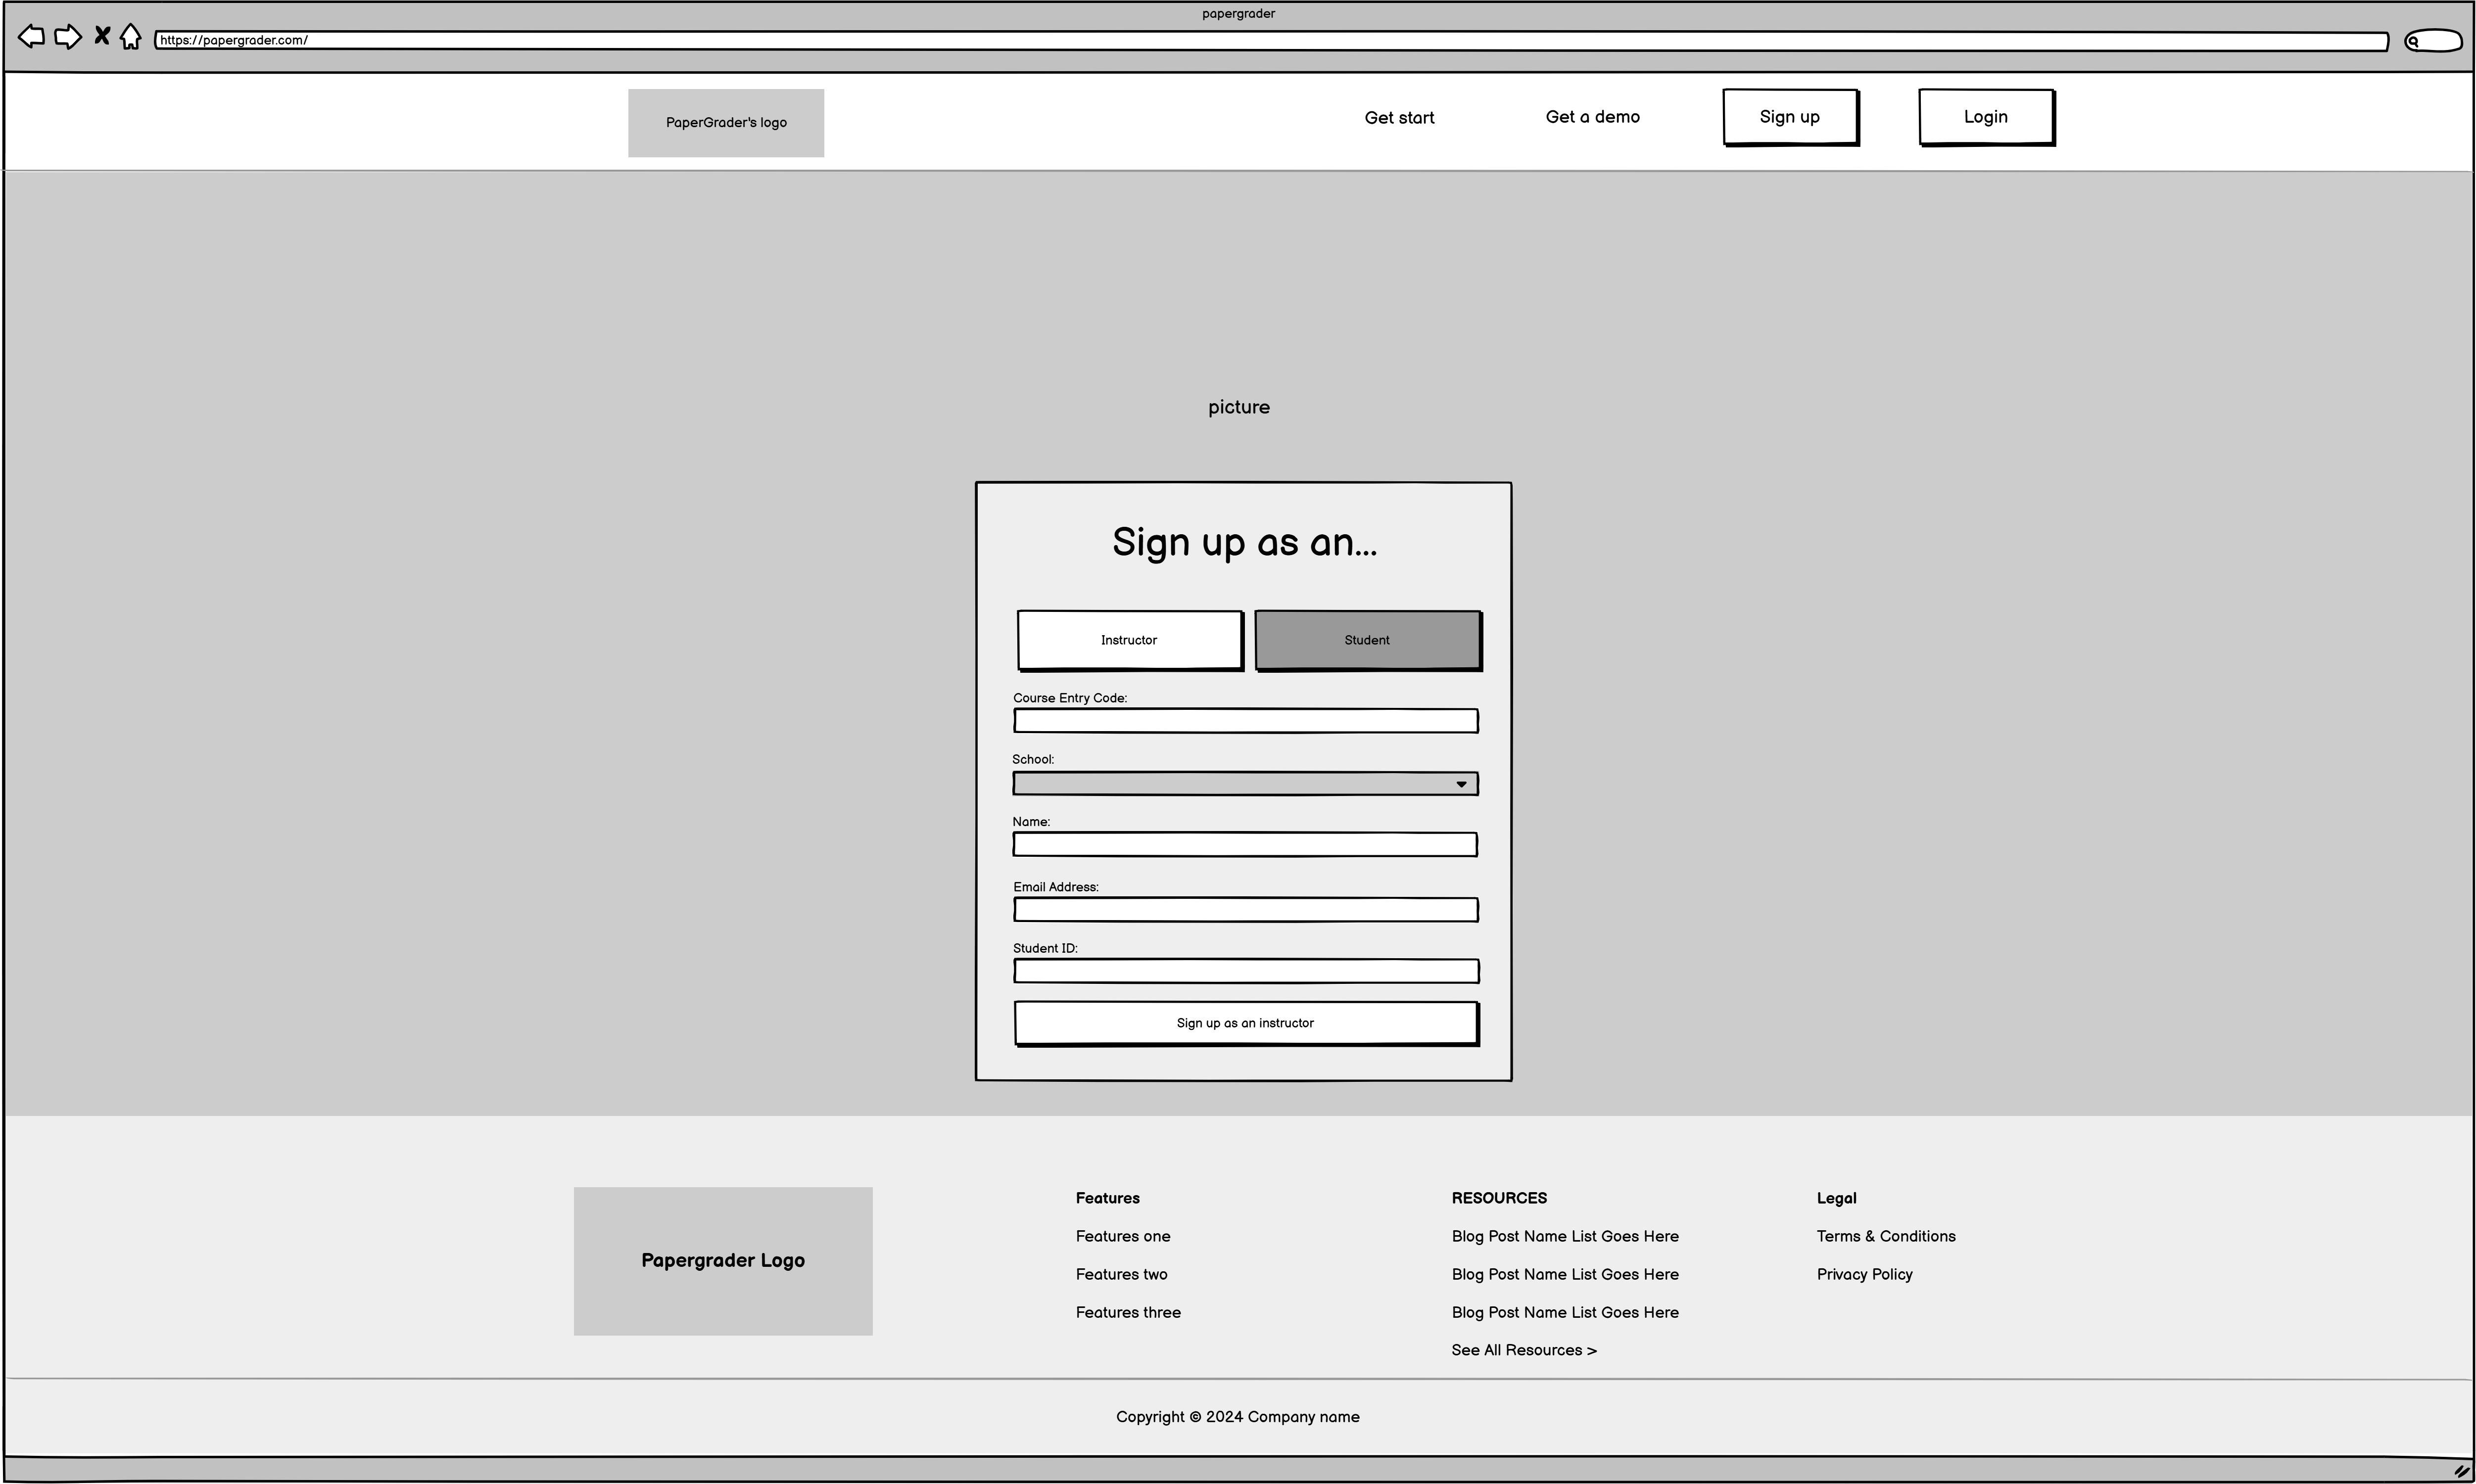 papergrader
https://papergrader.com/
PaperGrader's logo
Get start
Get a demo
Sign up
Login
picture
Sign up as an...
Instructor
Student
Course Entry Code:
School:
Name:
Email Address:
Student ID:
Sign up as an instructor
Papergrader Logo
Features
Features one
Features two
Features three
RESOURCES
Blog Post Name List Goes Here
Blog Post Name List Goes Here
Blog Post Name List Goes Here
See All Resources >
Legal
Terms & Conditions
Privacy Policy
Copyright © 2024 Company name